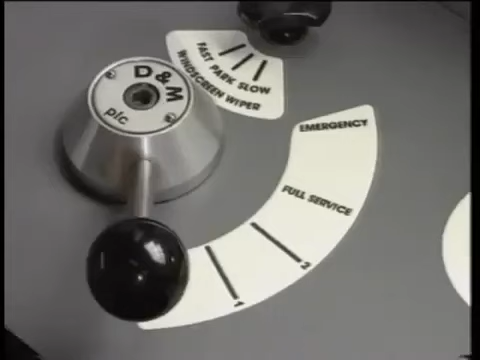 D & M
plc
FAST PARK SLOW
WINDSCREEN WIPER
EMERGENCY
FULL SERVICE
2
1